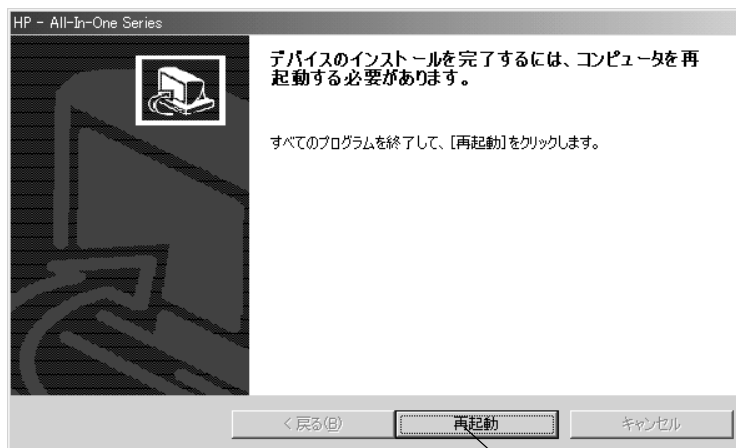 HP - All-In-One Series
デバイスのインストールを完了するには、コンピュータを再
起動する必要があります。
すべてのプログラムを終了して、[再起動]をクリックします。
< 戻る(B)
再起動
キャンセル